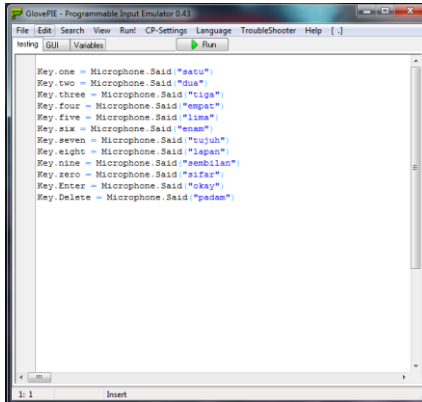 GlovePIE - Programmable Input Emulator 0.43
File Edit Search View Run! CP-Settings Language TroubleShooter Help [ .]
testing GUI Variables Run
Key.one = Microphone.Said("satu")
Key.two = Microphone.Said("dua")
Key.three = Microphone.Said("tiga")
Key.four = Microphone.Said("empat")
Key.five = Microphone.Said("lima")
Key.six = Microphone.Said("enam")
Key.seven = Microphone.Said("tujuh")
Key.eight = Microphone.Said("lapan")
Key.nine = Microphone.Said("sembilan")
Key.zero = Microphone.Said("sifar")
Key.Enter = Microphone.Said("okay")
Key.Delete = Microphone.Said("padam")
1: 1 Insert